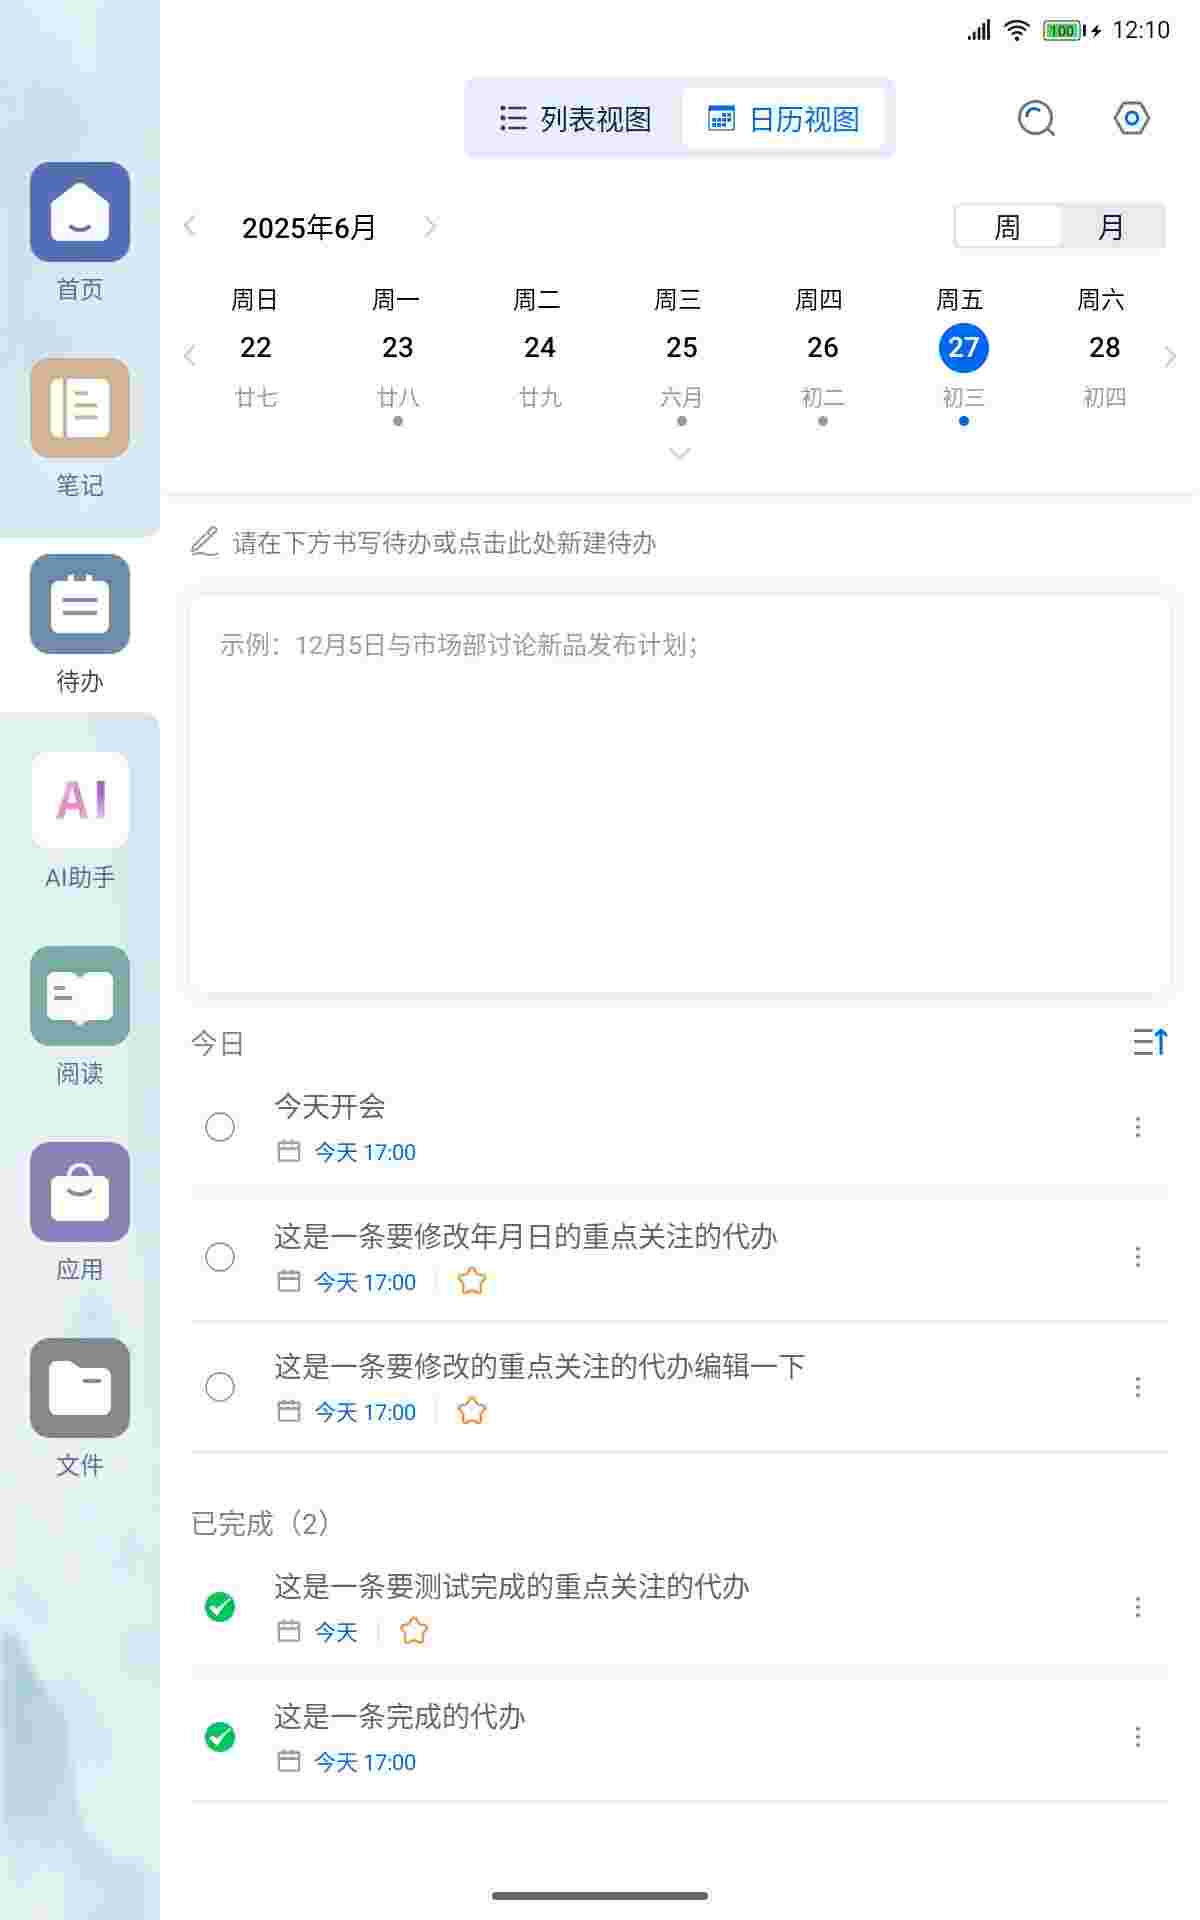 100 12:10
列表视图 日历视图
2025年6月 周 月
周日 周一 周二 周三 周四 周五 周六
22 23 24 25 26 27 28
廿七 廿八 廿九 六月 初二 初三 初四
首页
笔记
待办
AI
AI助手
阅读
应用
文件
请在下方书写待办或点击此处新建待办
示例：12月5日与市场部讨论新品发布计划；
今日
今天开会
今天 17:00
这是一条要修改年月日的重点关注的代办
今天 17:00
这是一条要修改的重点关注的代办编辑一下
今天 17:00
已完成（2）
这是一条要测试完成的重点关注的代办
今天
这是一条完成的代办
今天 17:00